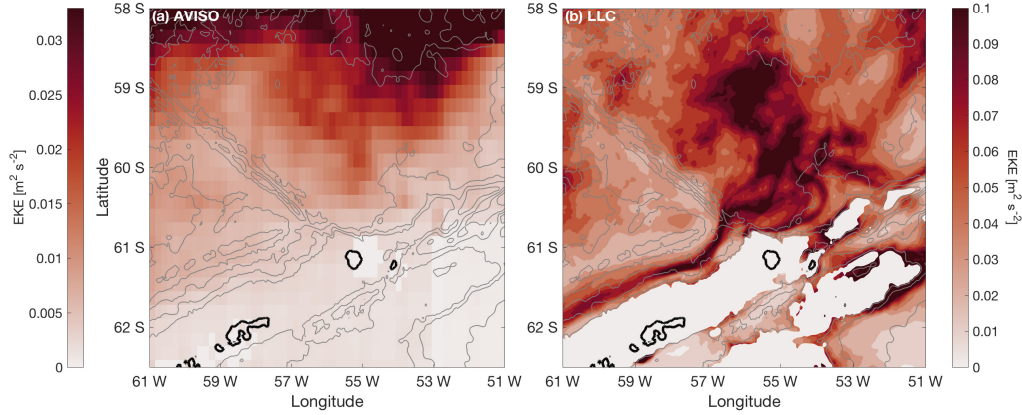 (a) AVISO
(b) LLC
58 S
59 S
60 S
61 S
62 S
Latitude
61 W
59 W
57 W
55 W
53 W
51 W
Longitude
0.03
0.025
0.02
0.015
0.01
0.005
0
EKE [m² s⁻²]
58 S
59 S
60 S
61 S
62 S
61 W
59 W
57 W
55 W
53 W
51 W
Longitude
0.1
0.09
0.08
0.07
0.06
0.05
0.04
0.03
0.02
0.01
0
EKE [m² s⁻²]